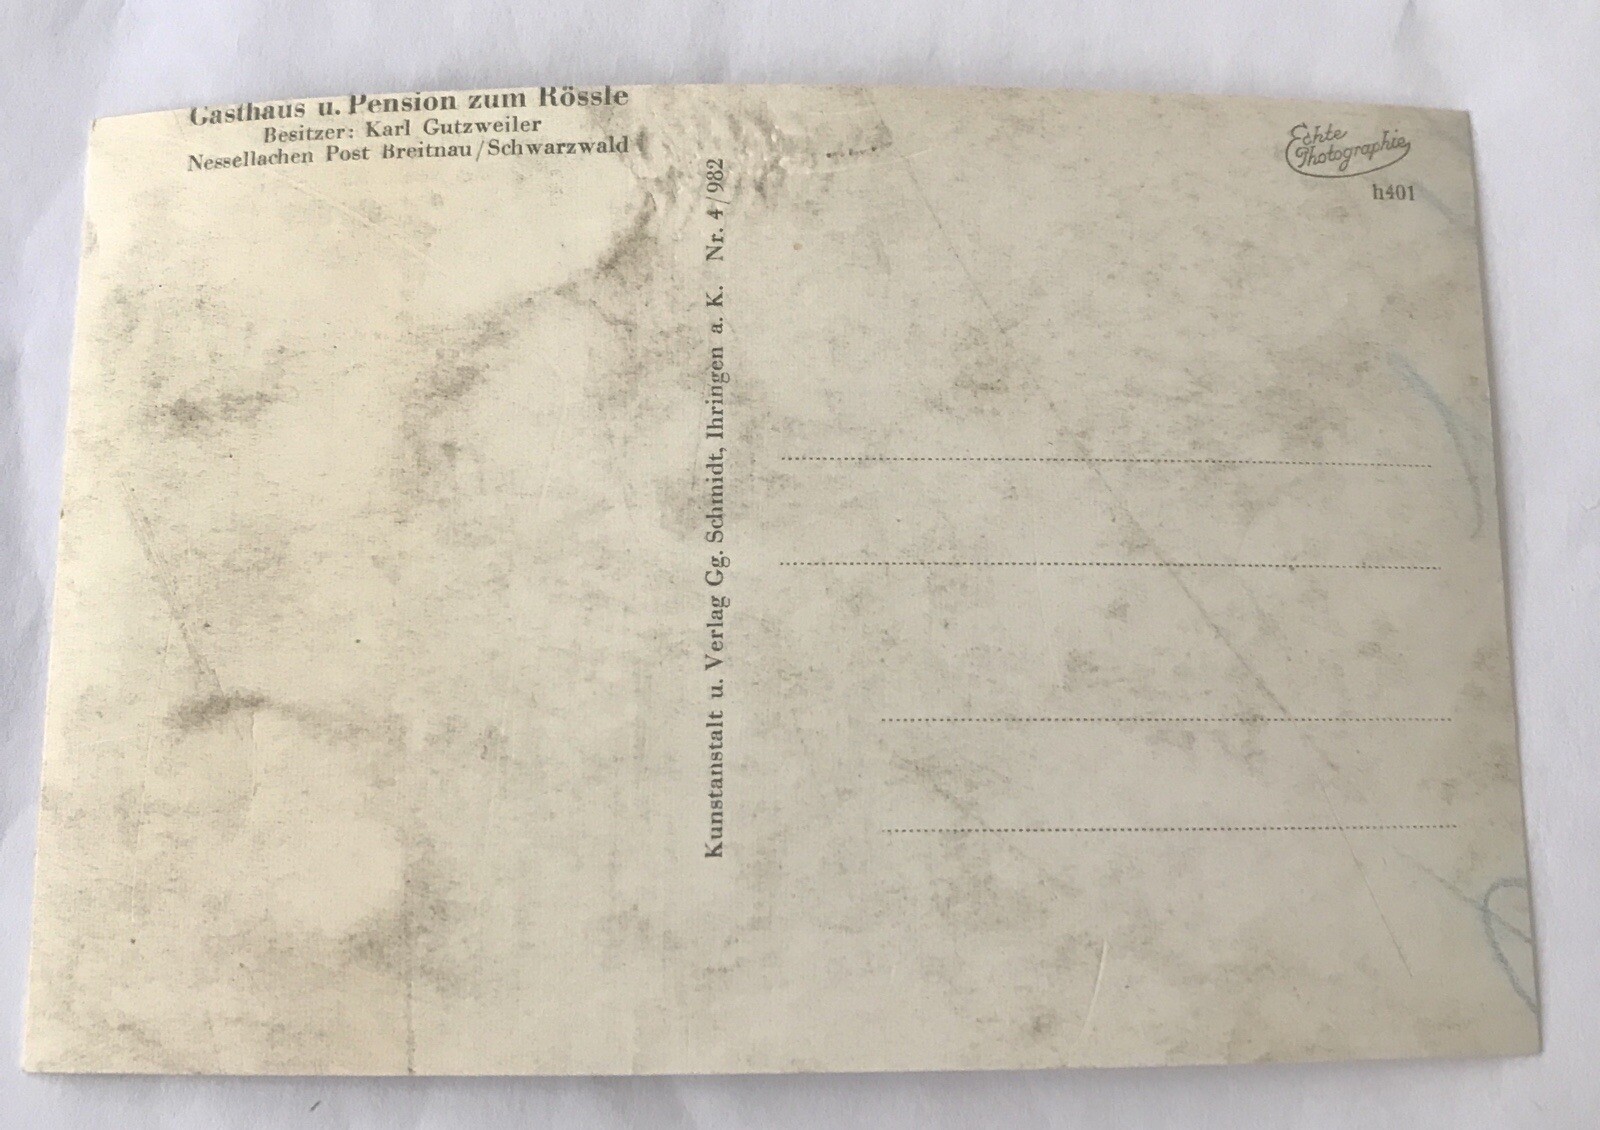 Gasthaus u. Pension zum Rössle
Besitzer: Karl Gutzweiler
Nessellachen Post Breitnau/Schwarzwald
Kunstanstalt u. Verlag Gg. Schmidt, Ihringen a. K. Nr. 4/982
Echte
Photographie
h401